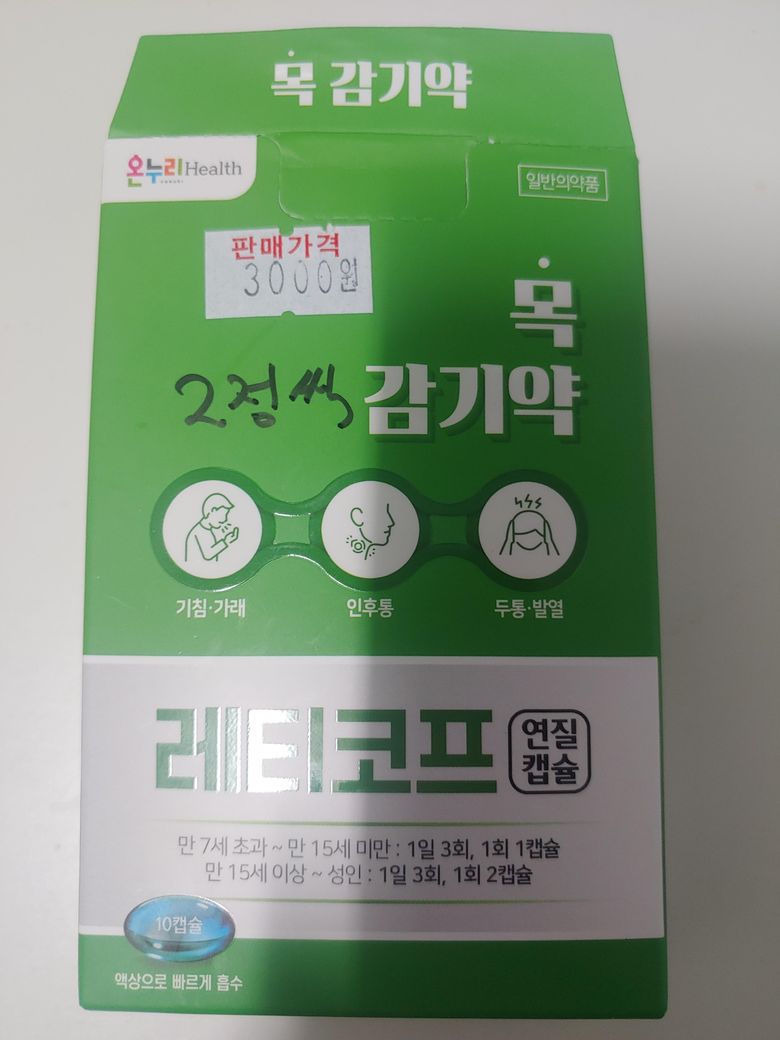 목 감기약
온누리Health
ONNURI
일반의약품
판매가격
3000원
목
2정씩 감기약
기침·가래
인후통
두통·발열
레티코프 연질
캡슐
만 7세 초과 ~ 만 15세 미만 : 1일 3회, 1회 1캡슐
만 15세 이상 ~ 성인 : 1일 3회, 1회 2캡슐
10캡슐
액상으로 빠르게 흡수